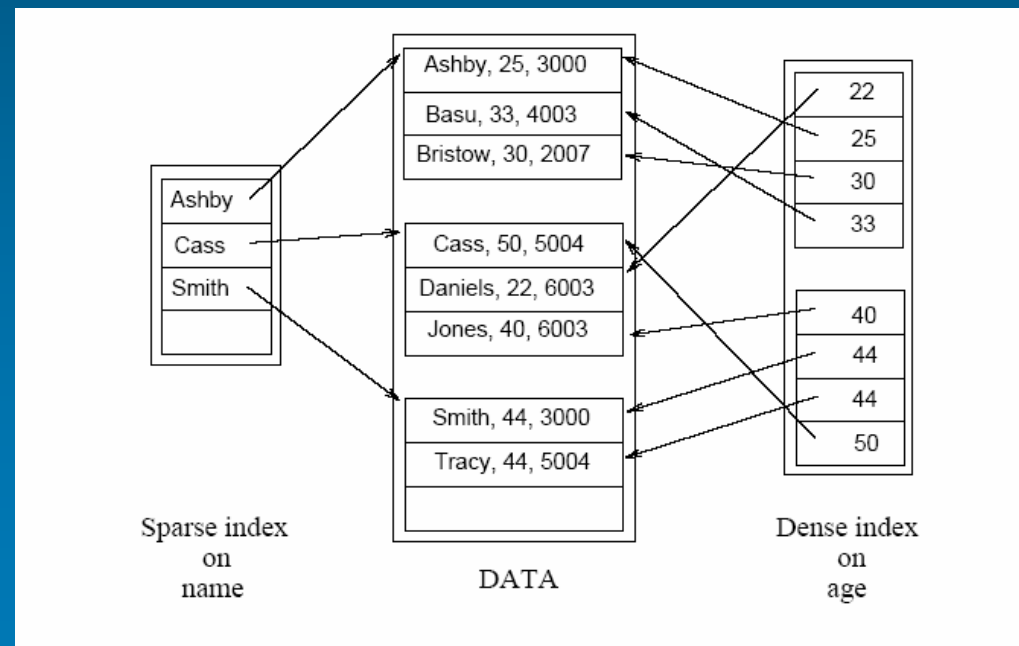 Ashby
Cass
Smith
Sparse index
on
name
Ashby, 25, 3000
Basu, 33, 4003
Bristow, 30, 2007
Cass, 50, 5004
Daniels, 22, 6003
Jones, 40, 6003
Smith, 44, 3000
Tracy, 44, 5004
DATA
22
25
30
33
40
44
44
50
Dense index
on
age